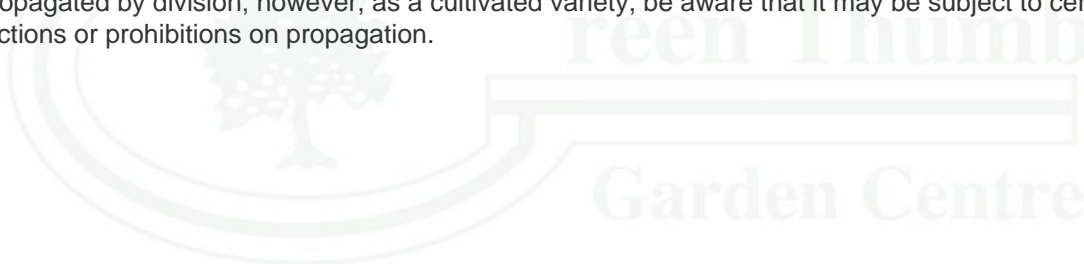 opagated by division; however, as a cultivated variety, be aware that it may be subject to cer
ctions or prohibitions on propagation.
reen Thumb
Garden Centre